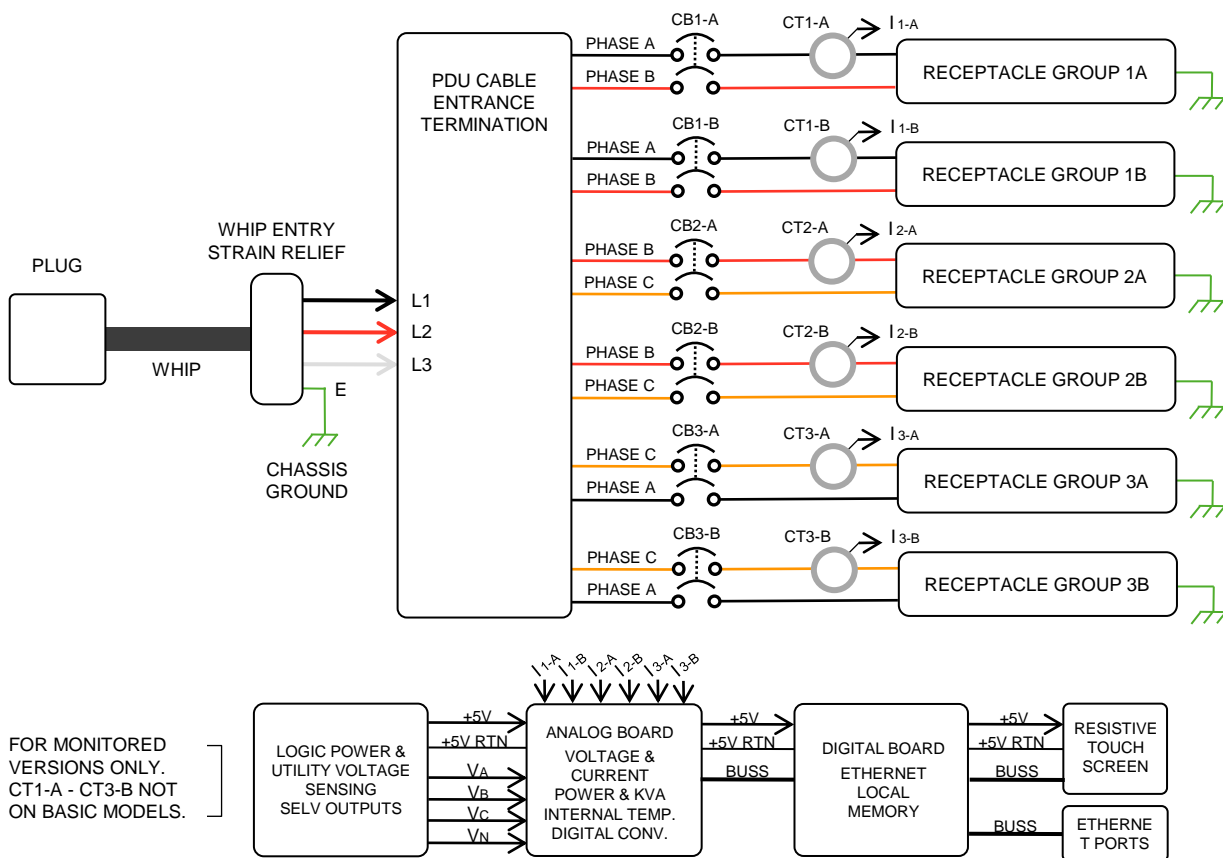 CB1-A
CT1-A
I 1-A
PHASE A
PHASE B
RECEPTACLE GROUP 1A
PDU CABLE
ENTRANCE
TERMINATION
CB1-B
CT1-B
I 1-B
PHASE A
PHASE B
RECEPTACLE GROUP 1B
CB2-A
CT2-A
I 2-A
PHASE B
PHASE C
RECEPTACLE GROUP 2A
WHIP ENTRY
STRAIN RELIEF
PLUG
WHIP
L1
L2
L3
E
CHASSIS
GROUND
CB2-B
CT2-B
I 2-B
PHASE B
PHASE C
RECEPTACLE GROUP 2B
CB3-A
CT3-A
I 3-A
PHASE C
PHASE A
RECEPTACLE GROUP 3A
CB3-B
CT3-B
I 3-B
PHASE C
PHASE A
RECEPTACLE GROUP 3B
I 1-A
I 1-B
I 2-A
I 2-B
I 3-A
I 3-B
FOR MONITORED
VERSIONS ONLY.
CT1-A - CT3-B NOT
ON BASIC MODELS.
LOGIC POWER &
UTILITY VOLTAGE
SENSING
SELV OUTPUTS
+5V
+5V RTN
VA
VB
VC
VN
ANALOG BOARD
VOLTAGE &
CURRENT
POWER & KVA
INTERNAL TEMP.
DIGITAL CONV.
+5V
+5V RTN
BUSS
DIGITAL BOARD
ETHERNET
LOCAL
MEMORY
+5V
+5V RTN
BUSS
RESISTIVE
TOUCH
SCREEN
BUSS
ETHERNE
T PORTS